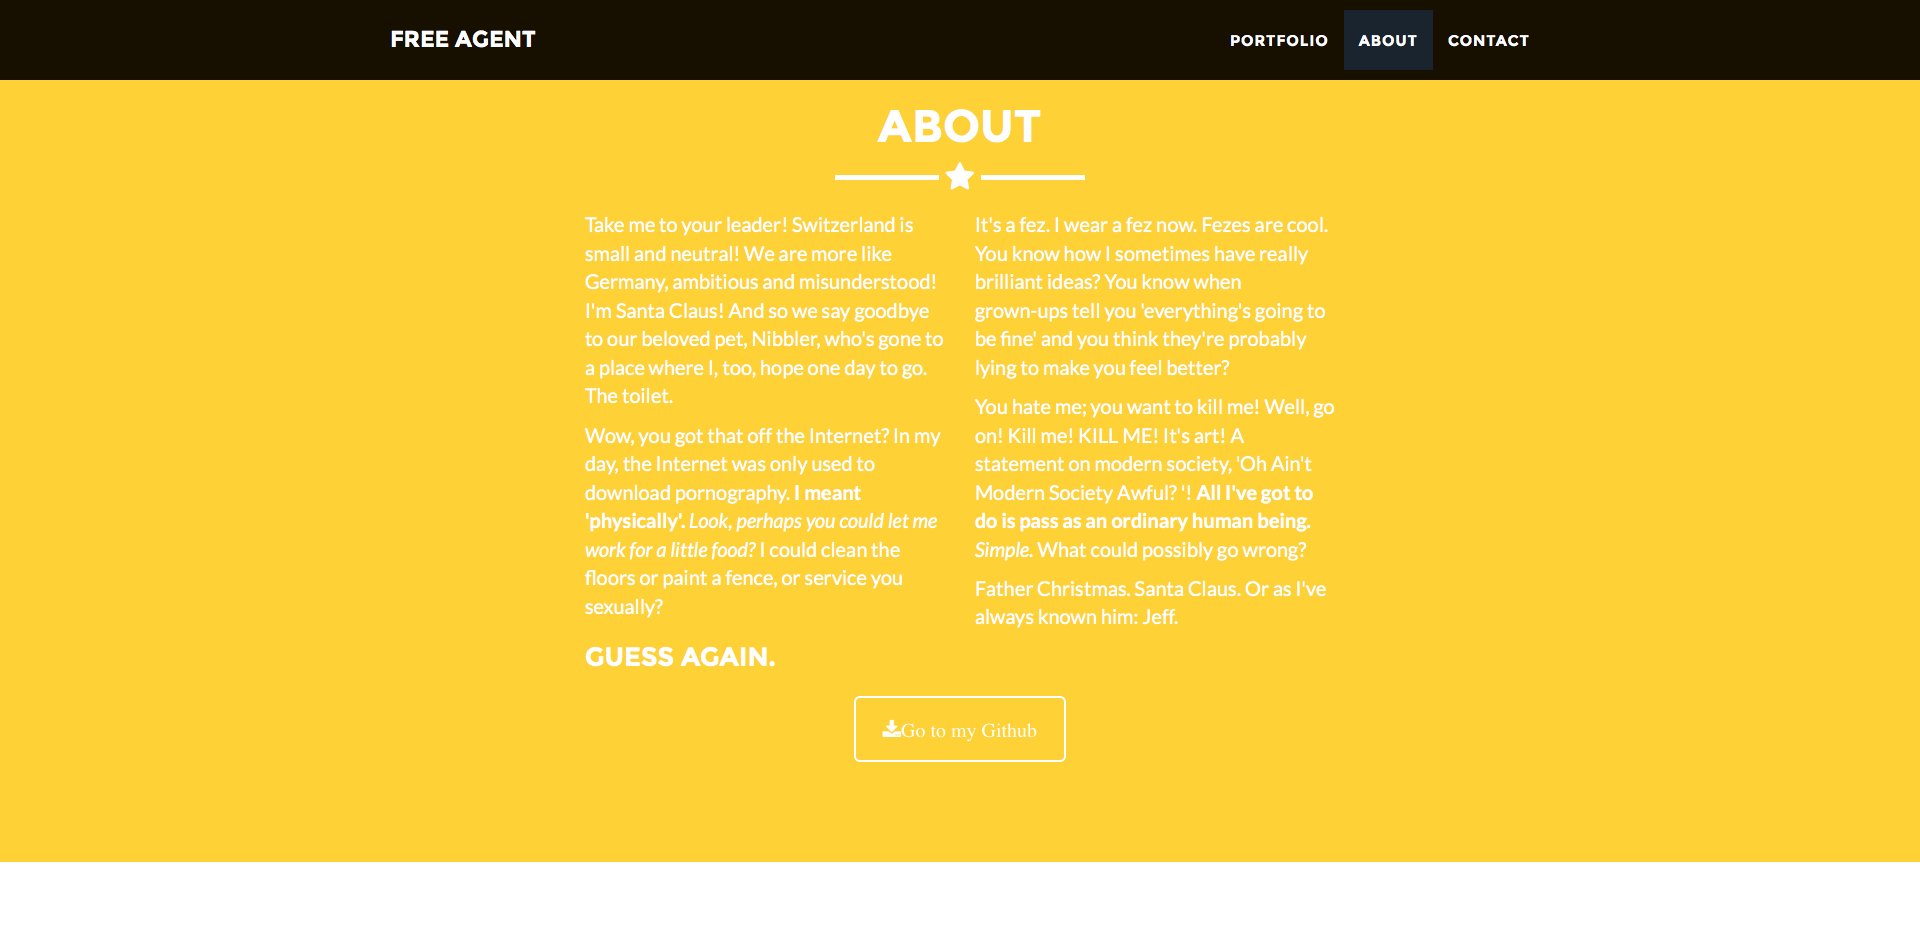 FREE AGENT
PORTFOLIO
ABOUT
CONTACT
ABOUT
Take me to your leader! Switzerland is
small and neutral! We are more like
Germany, ambitious and misunderstood!
I'm Santa Claus! And so we say goodbye
to our beloved pet, Nibbler, who's gone to
a place where I, too, hope one day to go.
The toilet.
Wow, you got that off the Internet? In my
day, the Internet was only used to
download pornography. I meant
'physically'. Look, perhaps you could let me
work for a little food? I could clean the
floors or paint a fence, or service you
sexually?
GUESS AGAIN.
It's a fez. I wear a fez now. Fezes are cool.
You know how I sometimes have really
brilliant ideas? You know when
grown-ups tell you 'everything's going to
be fine' and you think they're probably
lying to make you feel better?
You hate me; you want to kill me! Well, go
on! Kill me! KILL ME! It's art! A
statement on modern society, 'Oh Ain't
Modern Society Awful? '! All I've got to
do is pass as an ordinary human being.
Simple. What could possibly go wrong?
Father Christmas. Santa Claus. Or as I've
always known him: Jeff.
Go to my Github